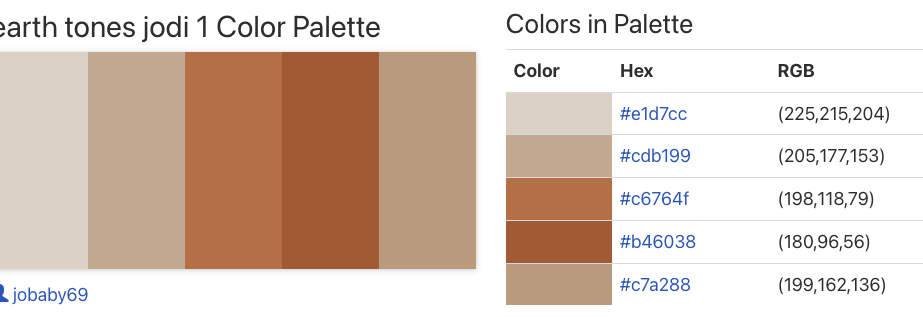 earth tones jodi 1 Color Palette
jobaby69
Colors in Palette
Color Hex RGB
#e1d7cc (225,215,204)
#cdb199 (205,177,153)
#c6764f (198,118,79)
#b46038 (180,96,56)
#c7a288 (199,162,136)